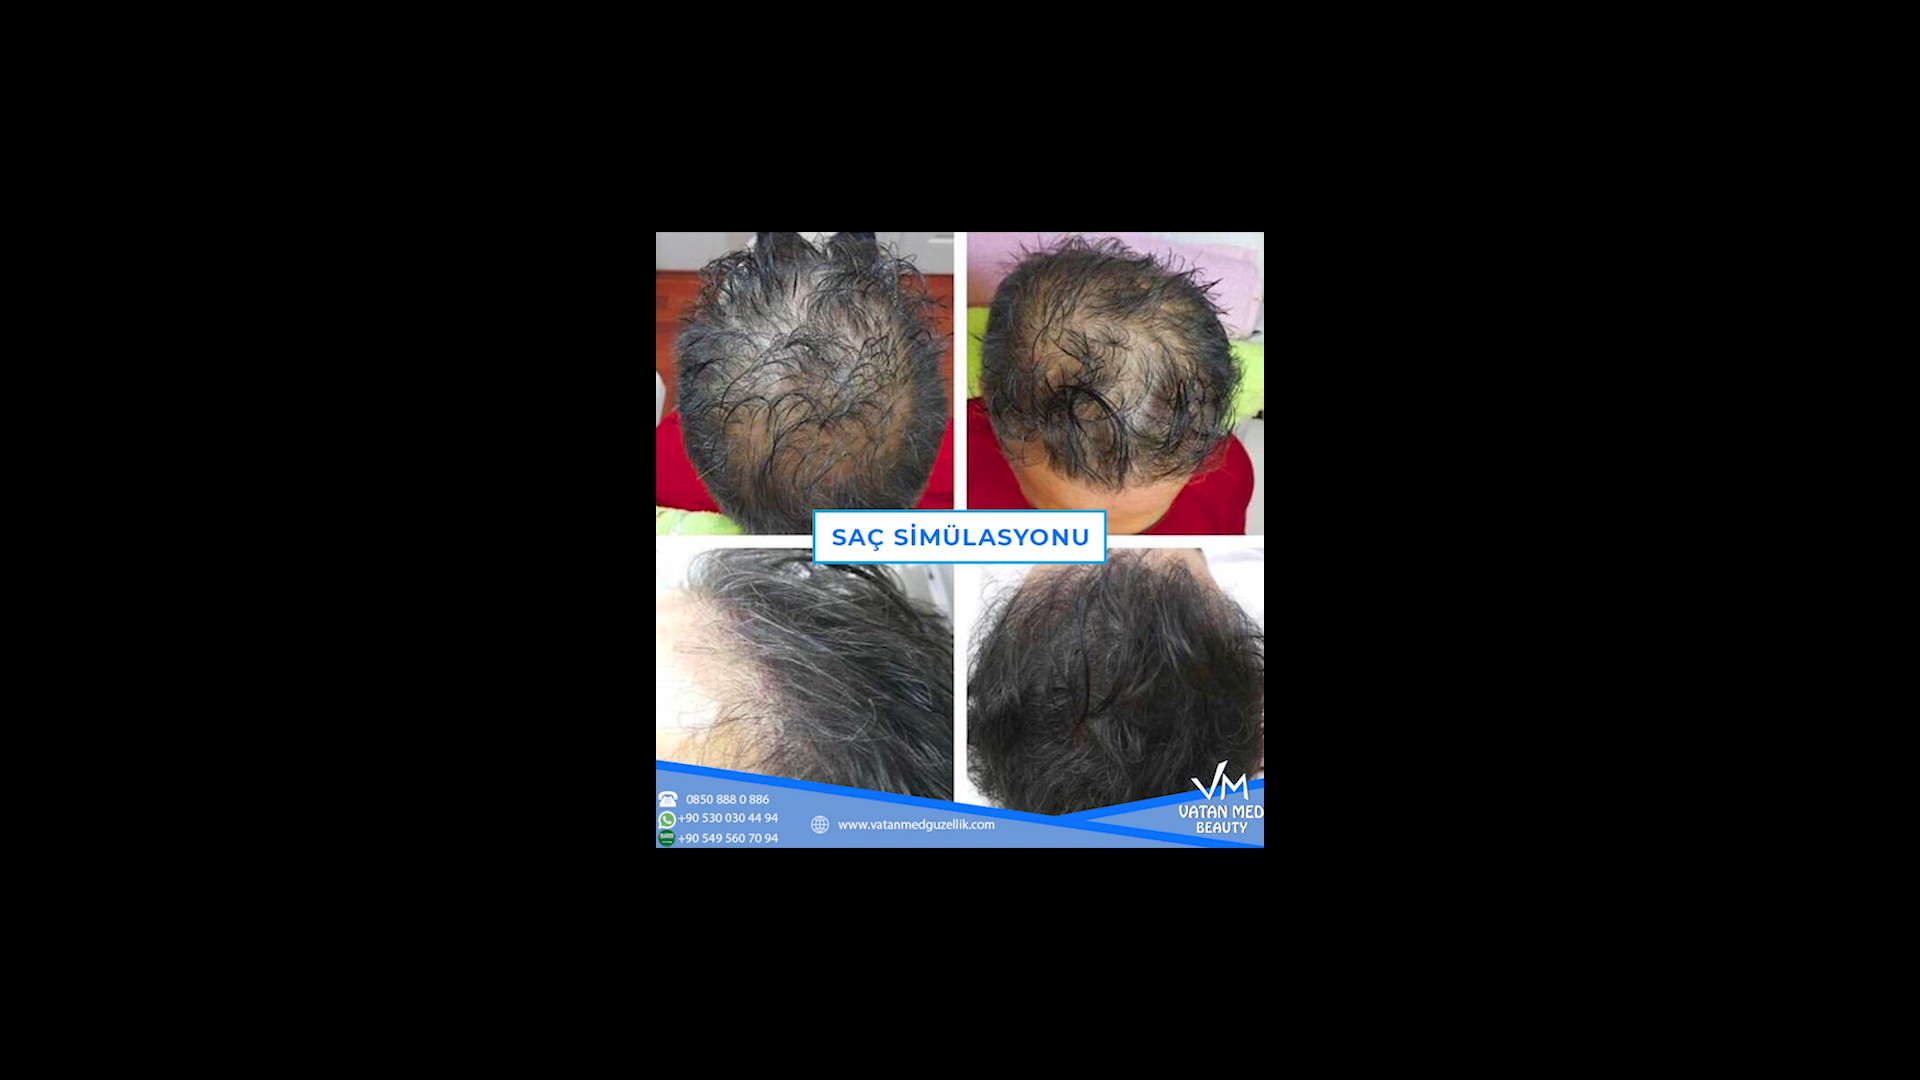 SAÇ SİMÜLASYONU
0850 888 0 886
+90 530 030 44 94
+90 549 560 70 94
www.vatanmedguzellik.com
VM
VATAN MED
BEAUTY